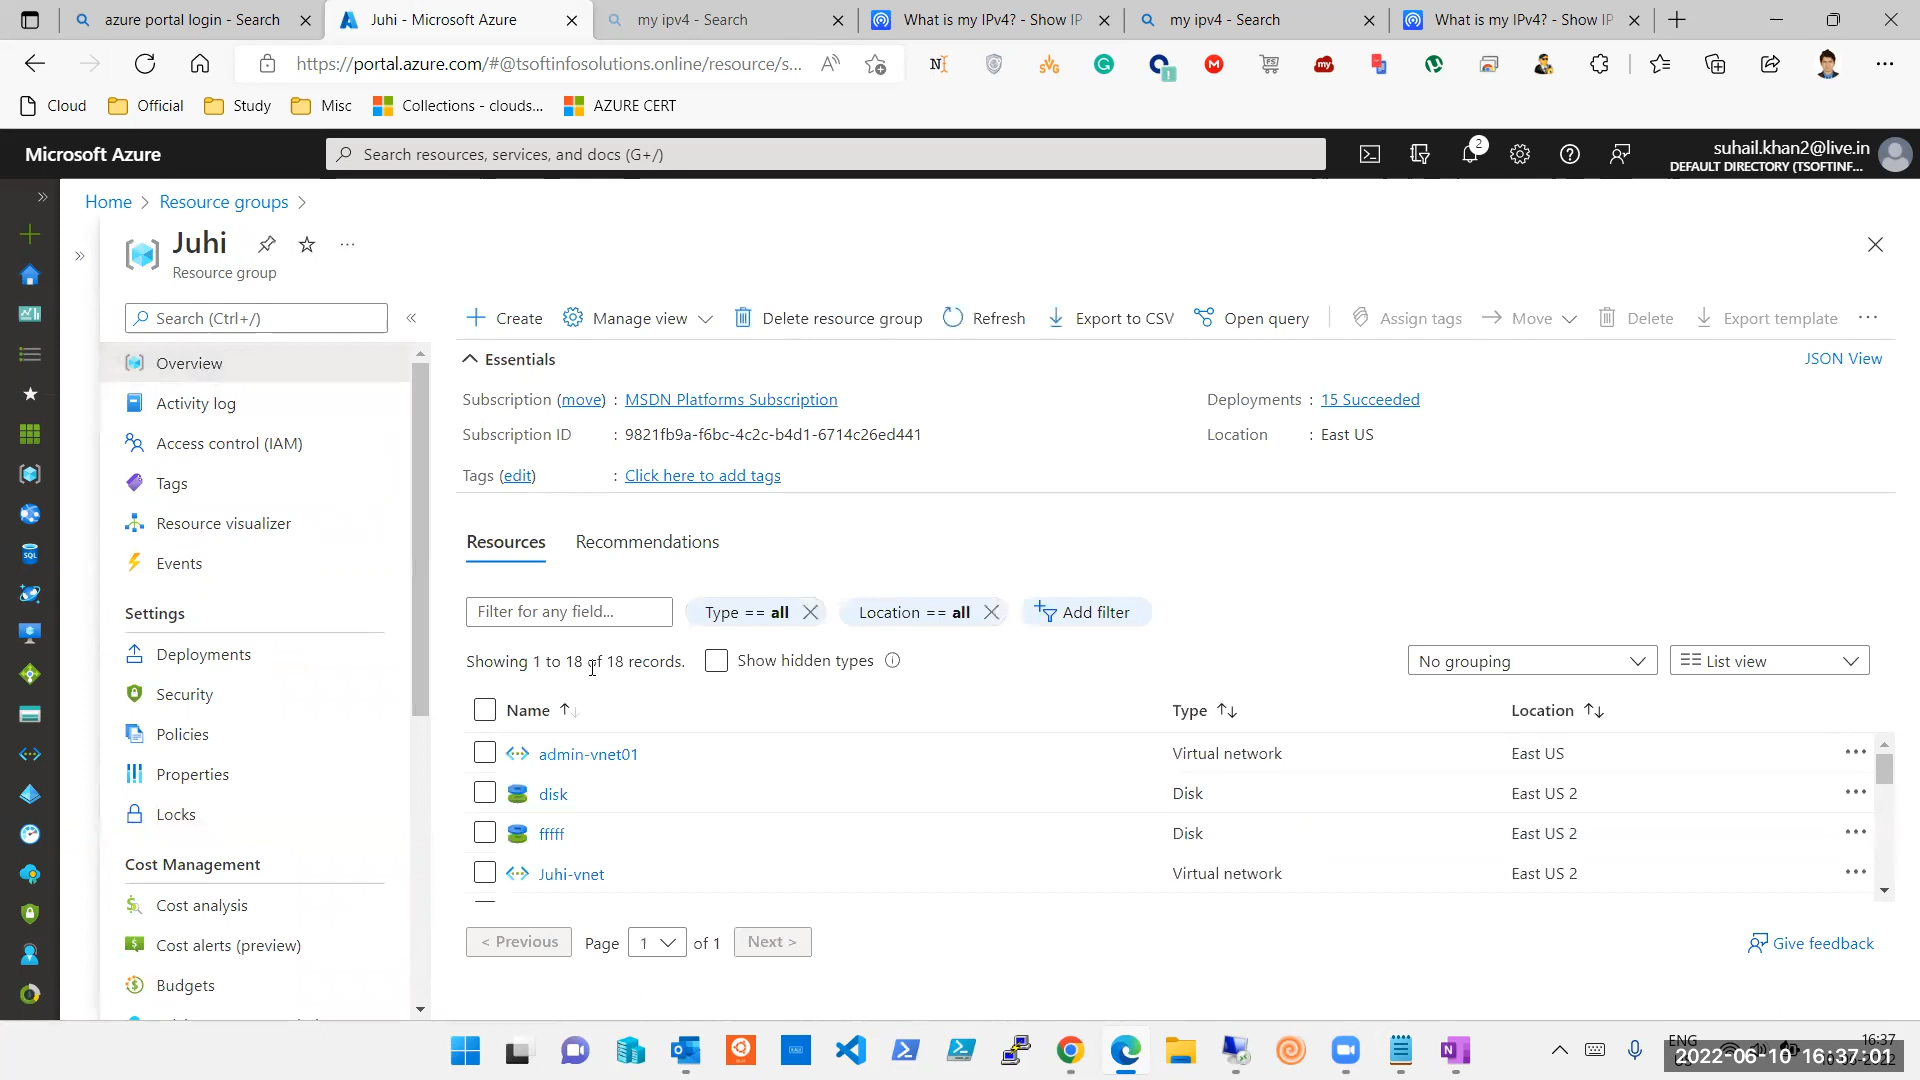 azure portal login - Search
Juhi - Microsoft Azure
my ipv4 - Search
What is my IPv4? - Show IP
my ipv4 - Search
What is my IPv4? - Show IP
https://portal.azure.com/#@tsoftinfosolutions.online/resource/s...
Cloud
Official
Study
Misc
Collections - clouds...
AZURE CERT
Microsoft Azure
Search resources, services, and docs (G+/)
2
suhail.khan2@live.in
DEFAULT DIRECTORY (TSOFTINF...
Home > Resource groups >
Juhi
Resource group
Search (Ctrl+/)
Create
Manage view
Delete resource group
Refresh
Export to CSV
Open query
Assign tags
Move
Delete
Export template
Overview
Activity log
Access control (IAM)
Tags
Resource visualizer
Events
Settings
Deployments
Security
Policies
Properties
Locks
Cost Management
Cost analysis
Cost alerts (preview)
Budgets
Essentials
JSON View
Subscription (move) : MSDN Platforms Subscription
Deployments : 15 Succeeded
Subscription ID : 9821fb9a-f6bc-4c2c-b4d1-6714c26ed441
Location : East US
Tags (edit) : Click here to add tags
Resources
Recommendations
Filter for any field...
Type == all
Location == all
Add filter
Showing 1 to 18 of 18 records.
Show hidden types
No grouping
List view
Name
Type
Location
admin-vnet01
Virtual network
East US
disk
Disk
East US 2
fffff
Disk
East US 2
Juhi-vnet
Virtual network
East US 2
< Previous
Page 1 of 1
Next >
Give feedback
ENG
16:37
2022-06-10 16:37:01